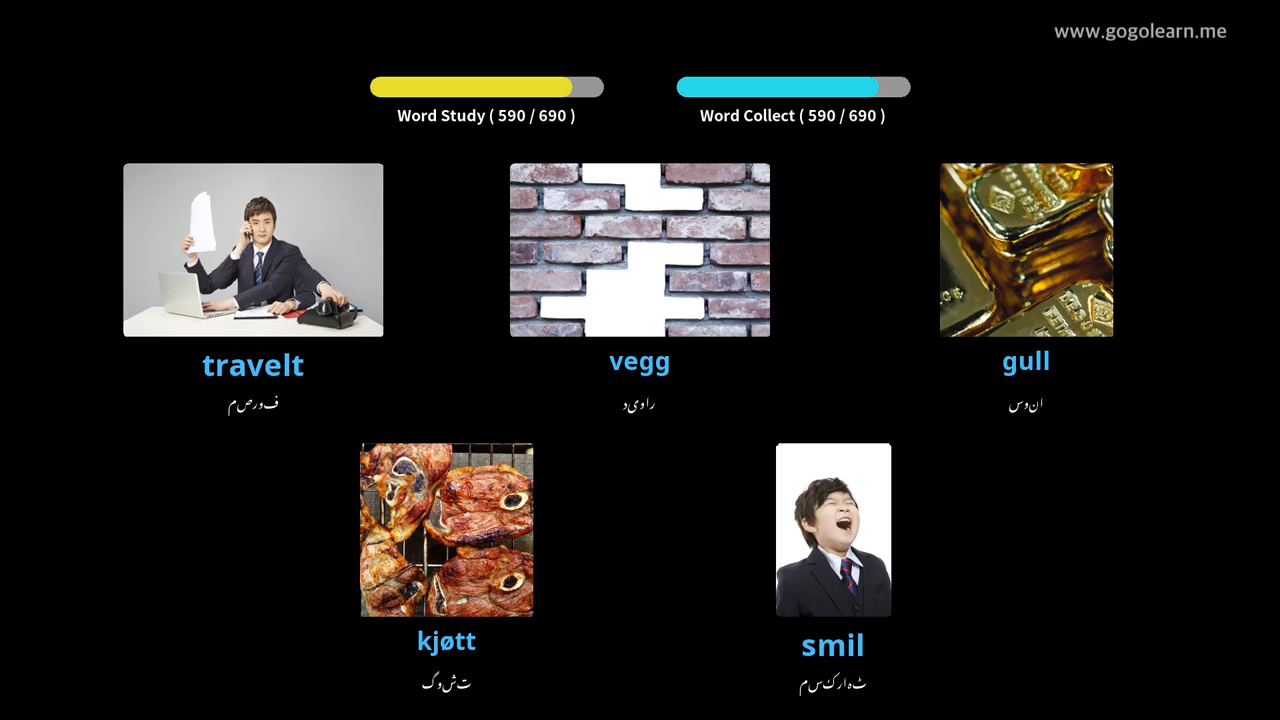 www.gogolearn.me
Word Study ( 590 / 690 )
Word Collect ( 590 / 690 )
travelt
فورصم
vegg
راوید
gull
انوس
kjøtt
تشوگ
smil
ٹہارکسم